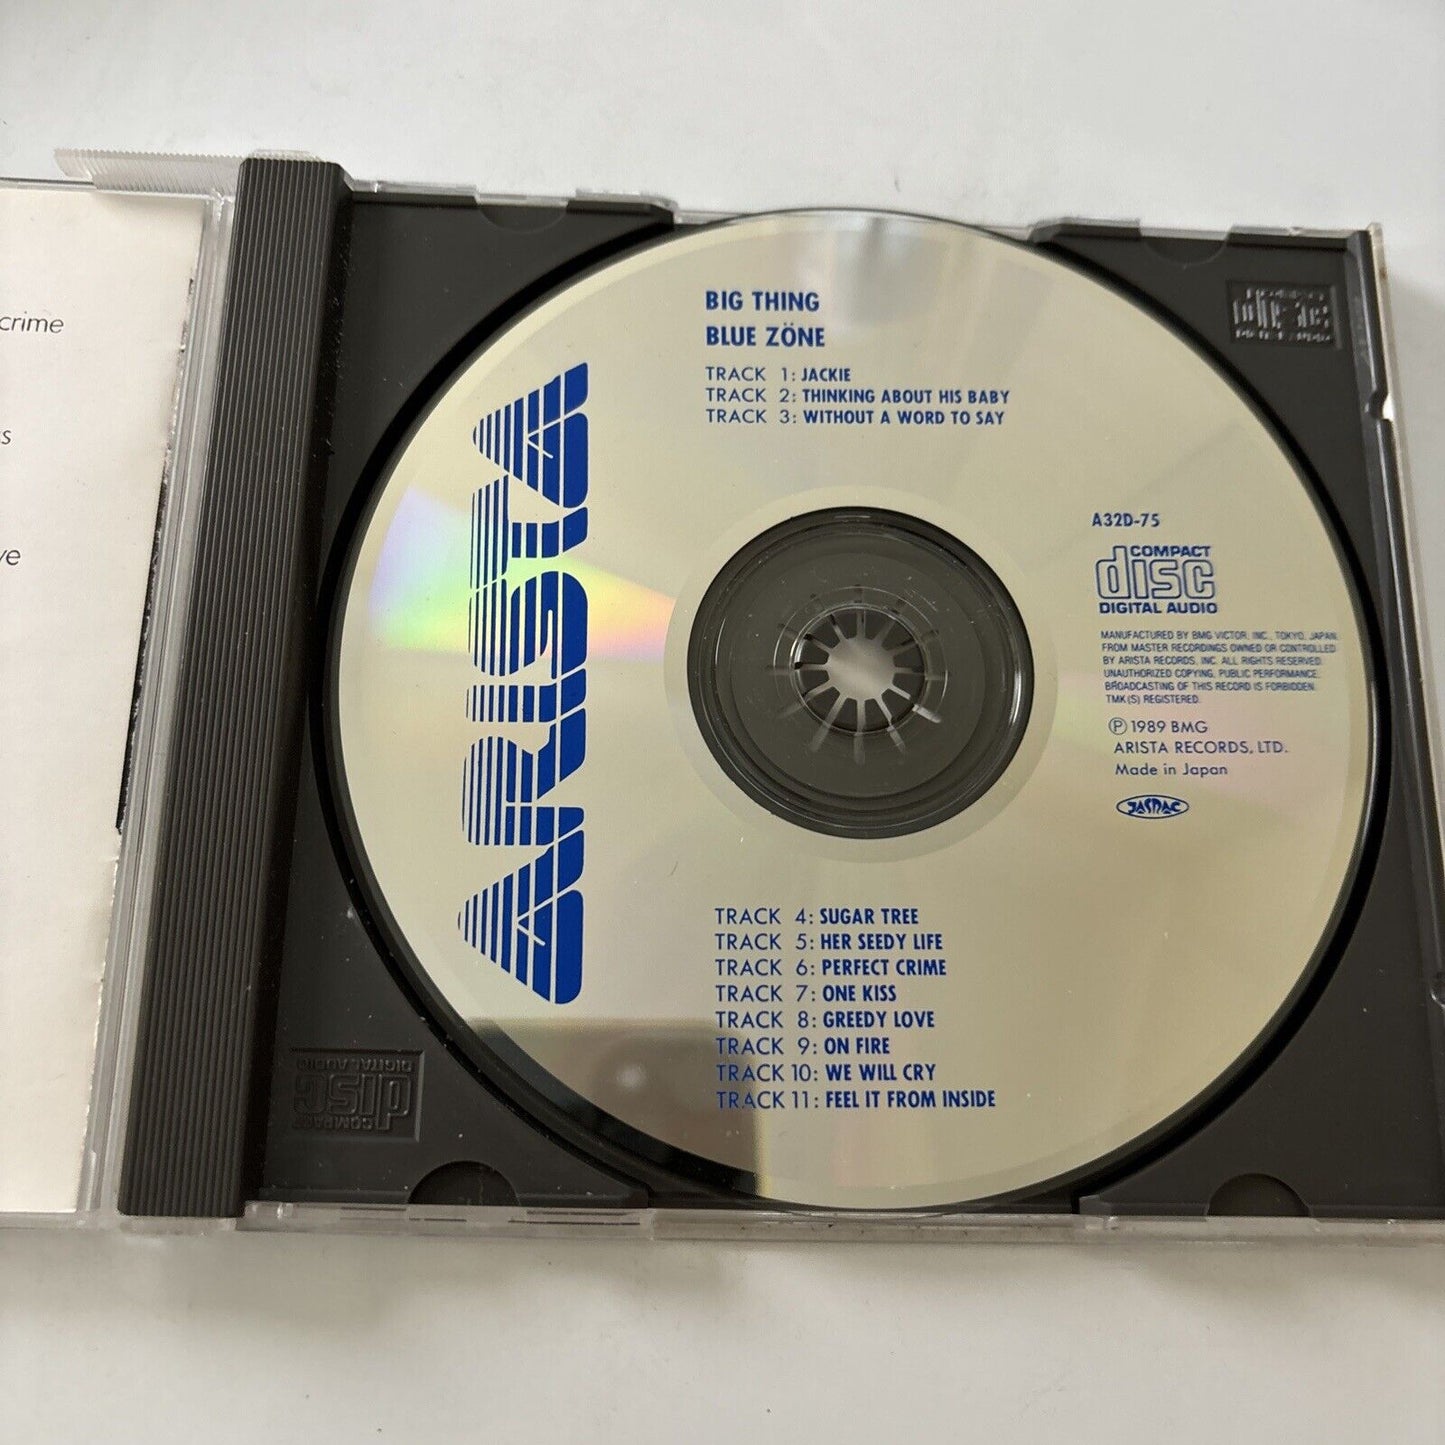 crime
s
ve
BIG THING
BLUE ZÖNE
TRACK 1: JACKIE
TRACK 2: THINKING ABOUT HIS BABY
TRACK 3: WITHOUT A WORD TO SAY
ARISTA
A32D-75
COMPACT
disc
DIGITAL AUDIO
MANUFACTURED BY BMG VICTOR, INC., TOKYO, JAPAN.
FROM MASTER RECORDINGS OWNED OR CONTROLLED
BY ARISTA RECORDS, INC. ALL RIGHTS RESERVED.
UNAUTHORIZED COPYING, PUBLIC PERFORMANCE,
BROADCASTING OF THIS RECORD IS FORBIDDEN.
TMK(S) REGISTERED.
Ⓟ 1989 BMG
ARISTA RECORDS, LTD.
Made in Japan
JASRAC
TRACK 4: SUGAR TREE
TRACK 5: HER SEEDY LIFE
TRACK 6: PERFECT CRIME
TRACK 7: ONE KISS
TRACK 8: GREEDY LOVE
TRACK 9: ON FIRE
TRACK 10: WE WILL CRY
TRACK 11: FEEL IT FROM INSIDE
COMPACT
disc
DIGITAL AUDIO